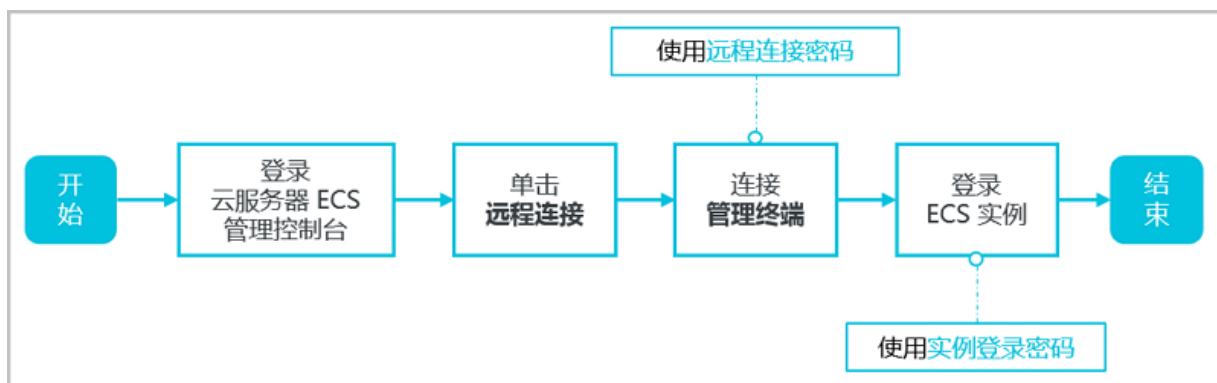 使用远程连接密码
开
始
登录
云服务器 ECS
管理控制台
单击
远程连接
连接
管理终端
登录
ECS 实例
结
束
使用实例登录密码